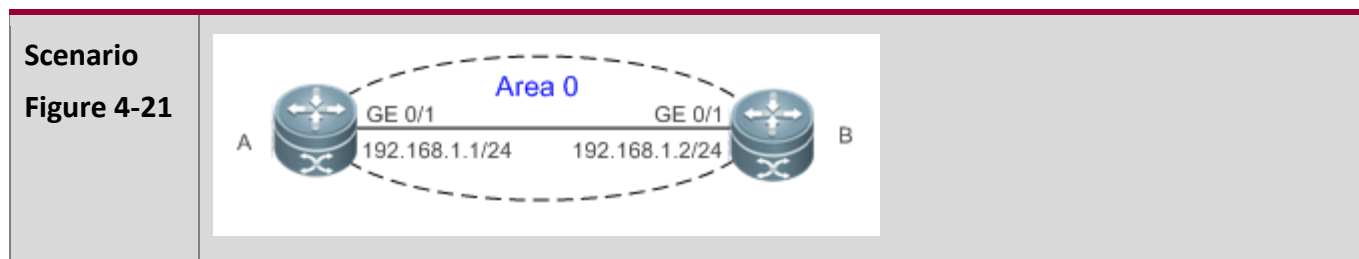 Scenario
Figure 4-21
Area 0
GE 0/1 GE 0/1
A B
192.168.1.1/24 192.168.1.2/24